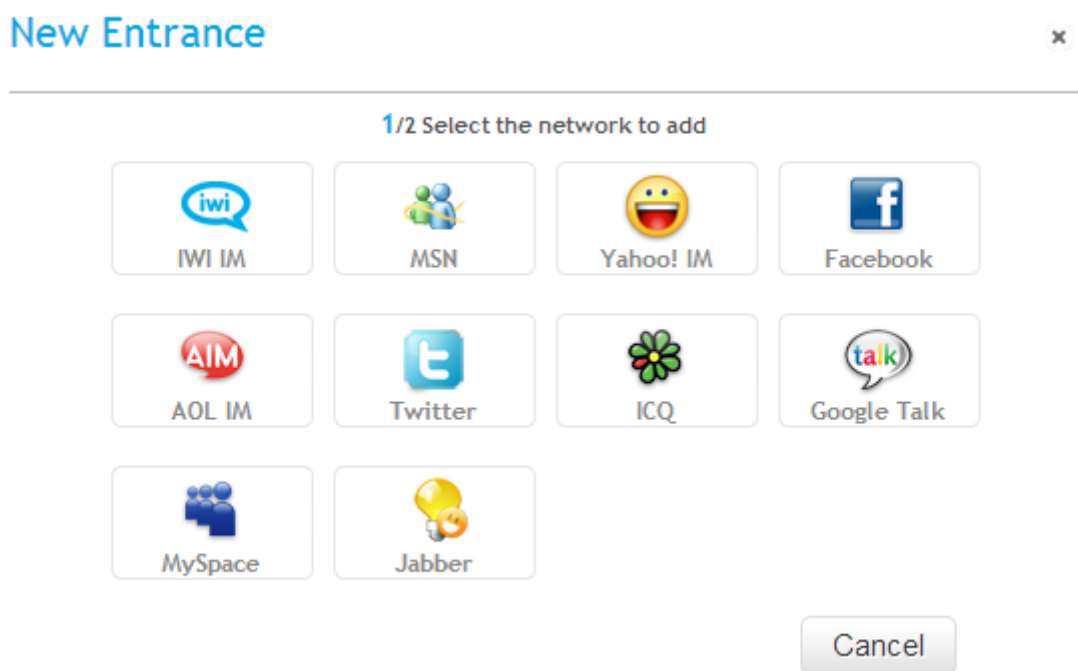 New Entrance
1/2 Select the network to add
iwi
IWI IM
MSN
Yahoo! IM
Facebook
AIM
AOL IM
Twitter
ICQ
talk
Google Talk
MySpace
Jabber
Cancel